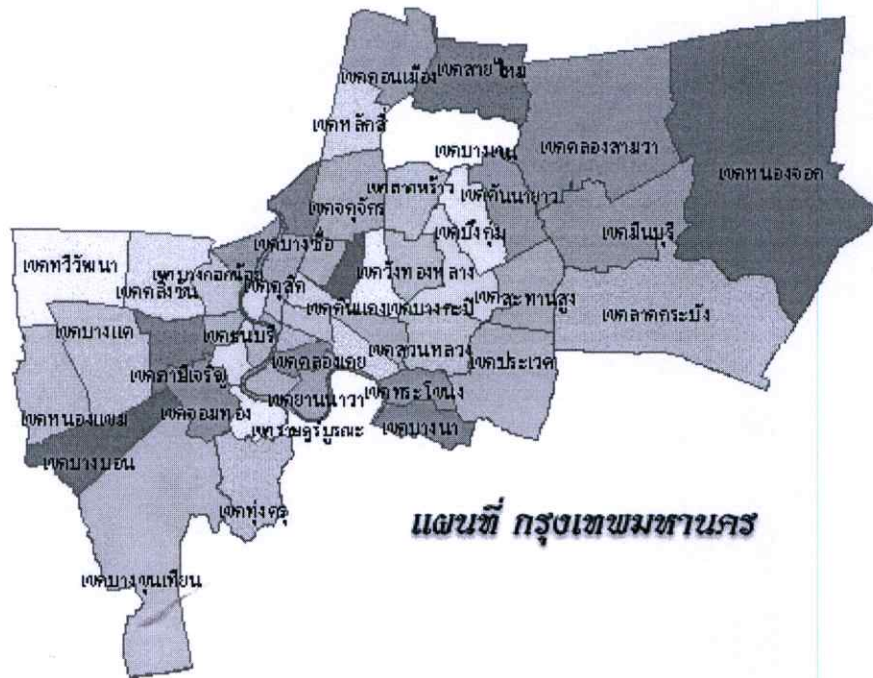 เขตดอนเมือง
เขตสายไหม
เขตหลักสี่
เขตบางเขน
เขตคลองสามวา
เขตหนองจอก
เขตลาดพร้าว
เขตคันนายาว
เขตจตุจักร
เขตบึงกุ่ม
เขตมีนบุรี
เขตบางซื่อ
เขตทวีวัฒนา
เขตบางกอกน้อย
เขตวังทองหลาง
เขตตลิ่งชัน
เขตดุสิต
เขตดินแดง
เขตบางกะปิ
เขตสะพานสูง
เขตลาดกระบัง
เขตบางแค
เขตธนบุรี
เขตสวนหลวง
เขตประเวศ
เขตคลองเตย
เขตภาษีเจริญ
เขตพระโขนง
เขตยานนาวา
เขตหนองแขม
เขตจอมทอง
เขตราษฎร์บูรณะ
เขตบางนา
เขตบางบอน
เขตทุ่งครุ
แผนที่ กรุงเทพมหานคร
เขตบางขุนเทียน